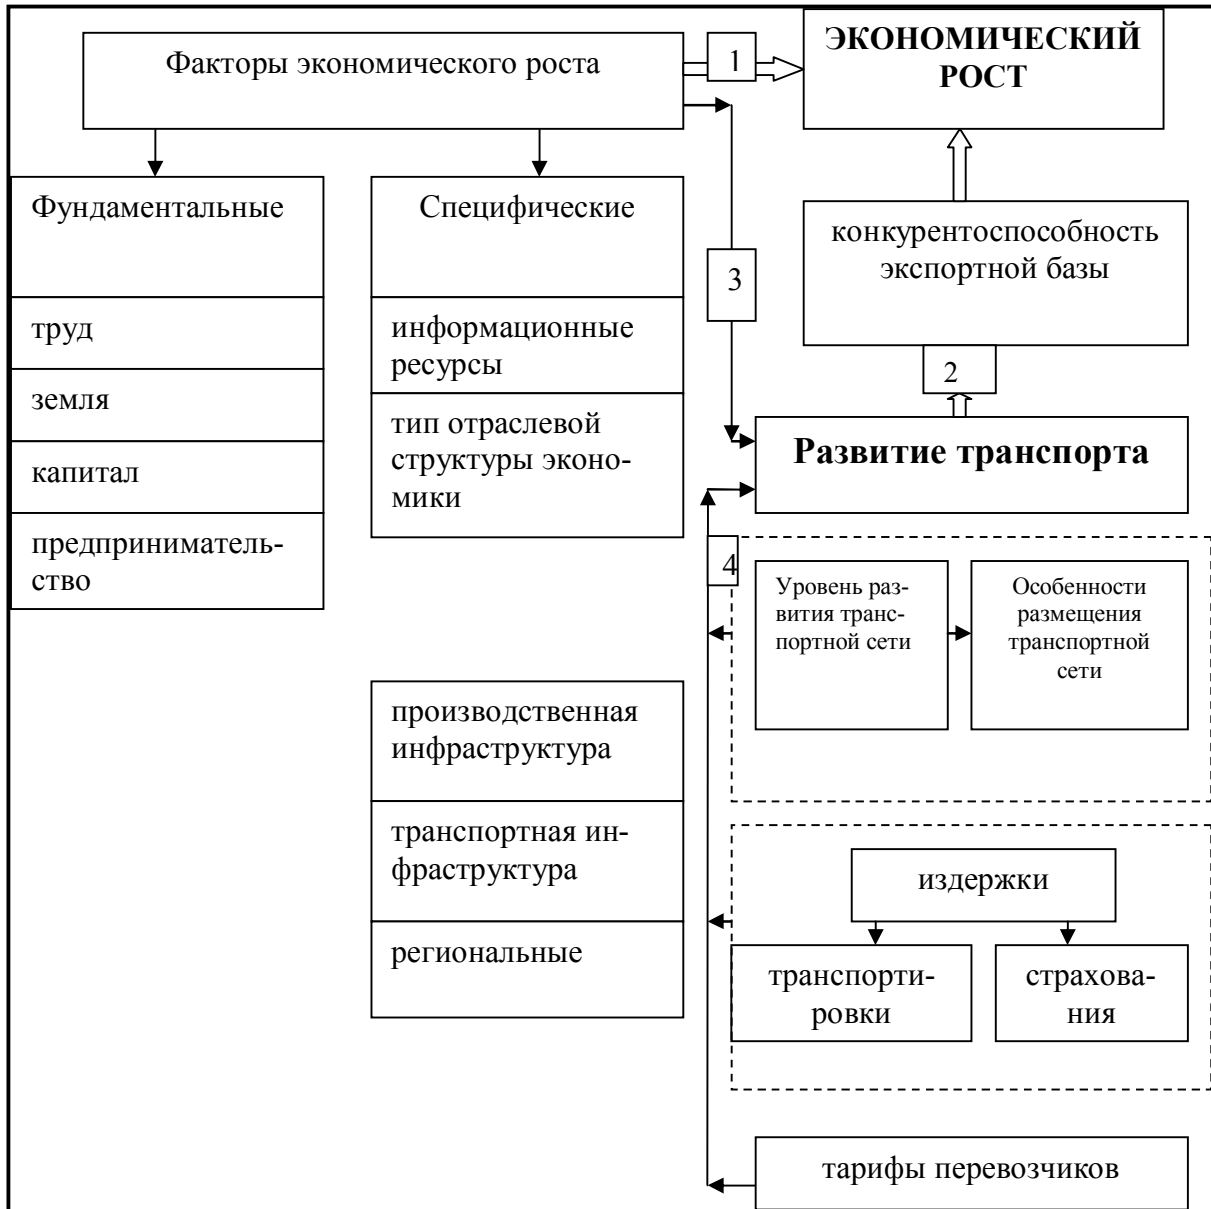 Факторы экономического роста
1
ЭКОНОМИЧЕСКИЙ
РОСТ
Фундаментальные
труд
земля
капитал
предприниматель-
ство
Специфические
информационные
ресурсы
тип отраслевой
структуры эконо-
мики
3
конкурентоспособность
экспортной базы
2
Развитие транспорта
4
Уровень раз-
вития транс-
портной сети
Особенности
размещения
транспортной
сети
производственная
инфраструктура
транспортная ин-
фраструктура
региональные
издержки
транспорти-
ровки
страхова-
ния
тарифы перевозчиков